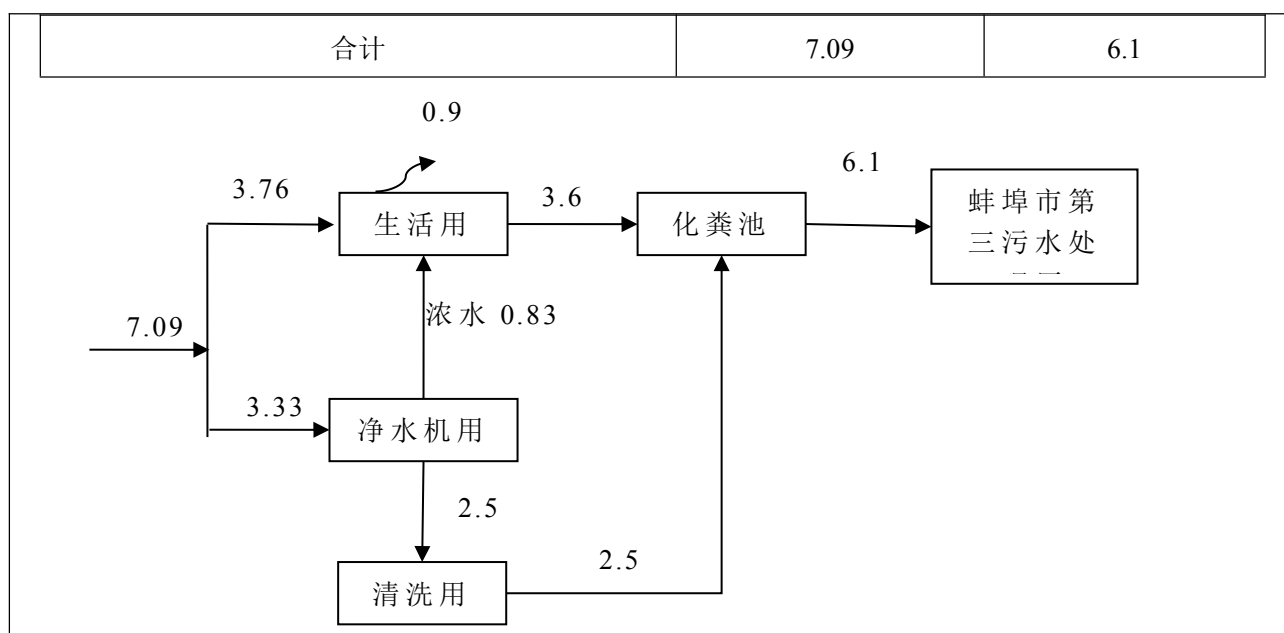 合计 7.09 6.1
0.9
3.76
生活用
3.6
化粪池
6.1
蚌埠市第
三污水处
7.09
浓水 0.83
3.33
净水机用
2.5
清洗用
2.5